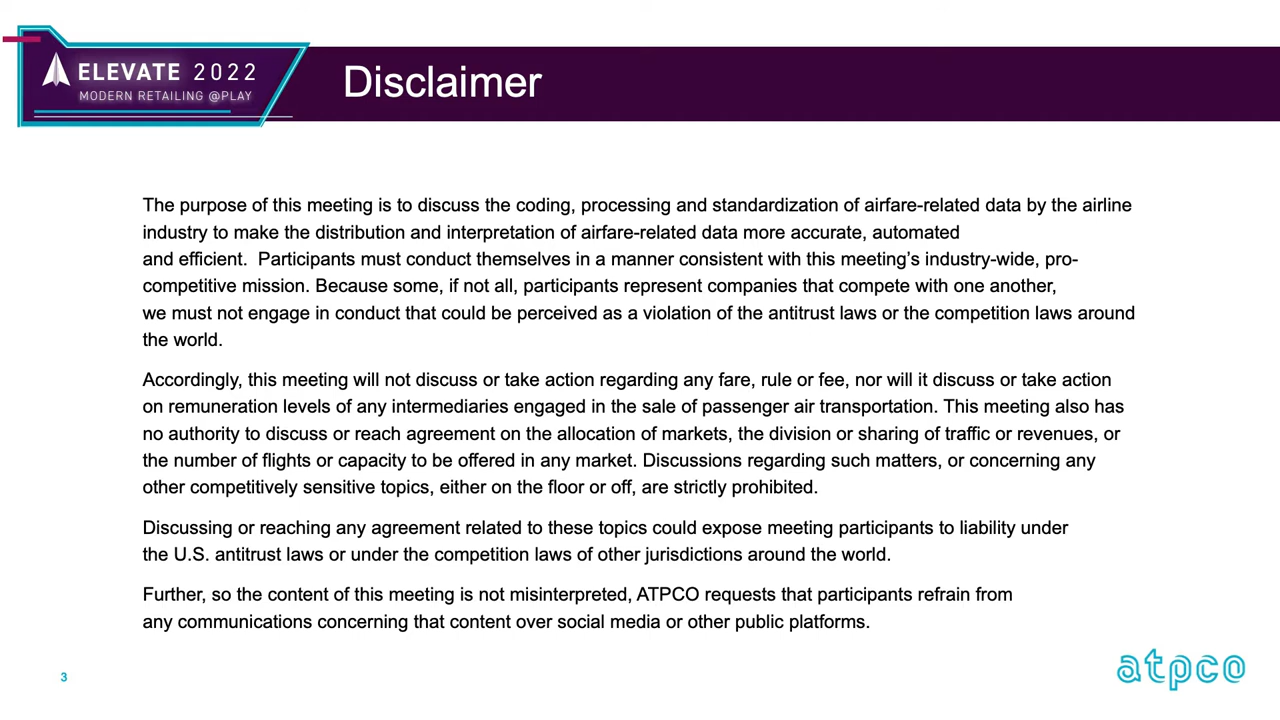 ELEVATE 2022
MODERN RETAILING @PLAY
Disclaimer
The purpose of this meeting is to discuss the coding, processing and standardization of airfare-related data by the airline
industry to make the distribution and interpretation of airfare-related data more accurate, automated
and efficient.  Participants must conduct themselves in a manner consistent with this meeting's industry-wide, pro-
competitive mission. Because some, if not all, participants represent companies that compete with one another,
we must not engage in conduct that could be perceived as a violation of the antitrust laws or the competition laws around
the world.
Accordingly, this meeting will not discuss or take action regarding any fare, rule or fee, nor will it discuss or take action
on remuneration levels of any intermediaries engaged in the sale of passenger air transportation. This meeting also has
no authority to discuss or reach agreement on the allocation of markets, the division or sharing of traffic or revenues, or
the number of flights or capacity to be offered in any market. Discussions regarding such matters, or concerning any
other competitively sensitive topics, either on the floor or off, are strictly prohibited.
Discussing or reaching any agreement related to these topics could expose meeting participants to liability under
the U.S. antitrust laws or under the competition laws of other jurisdictions around the world.
Further, so the content of this meeting is not misinterpreted, ATPCO requests that participants refrain from
any communications concerning that content over social media or other public platforms.
3
atpco